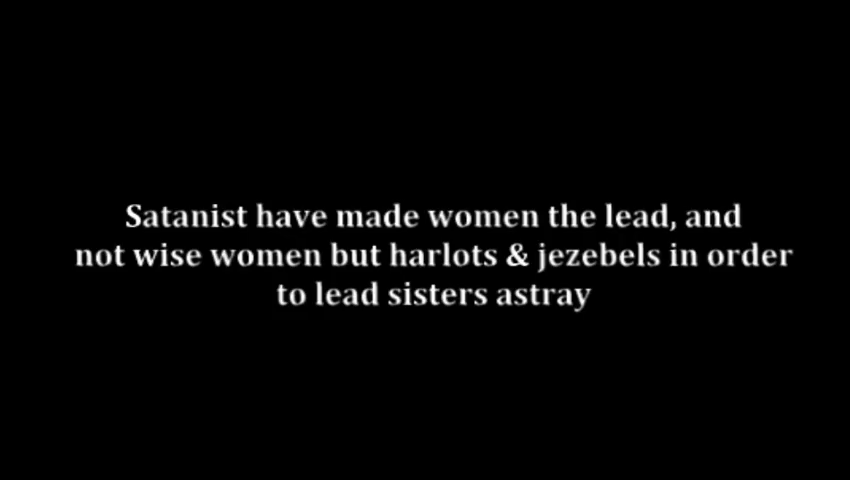 Satanist have made women the lead, and
not wise women but harlots & jezebels in order
to lead sisters astray